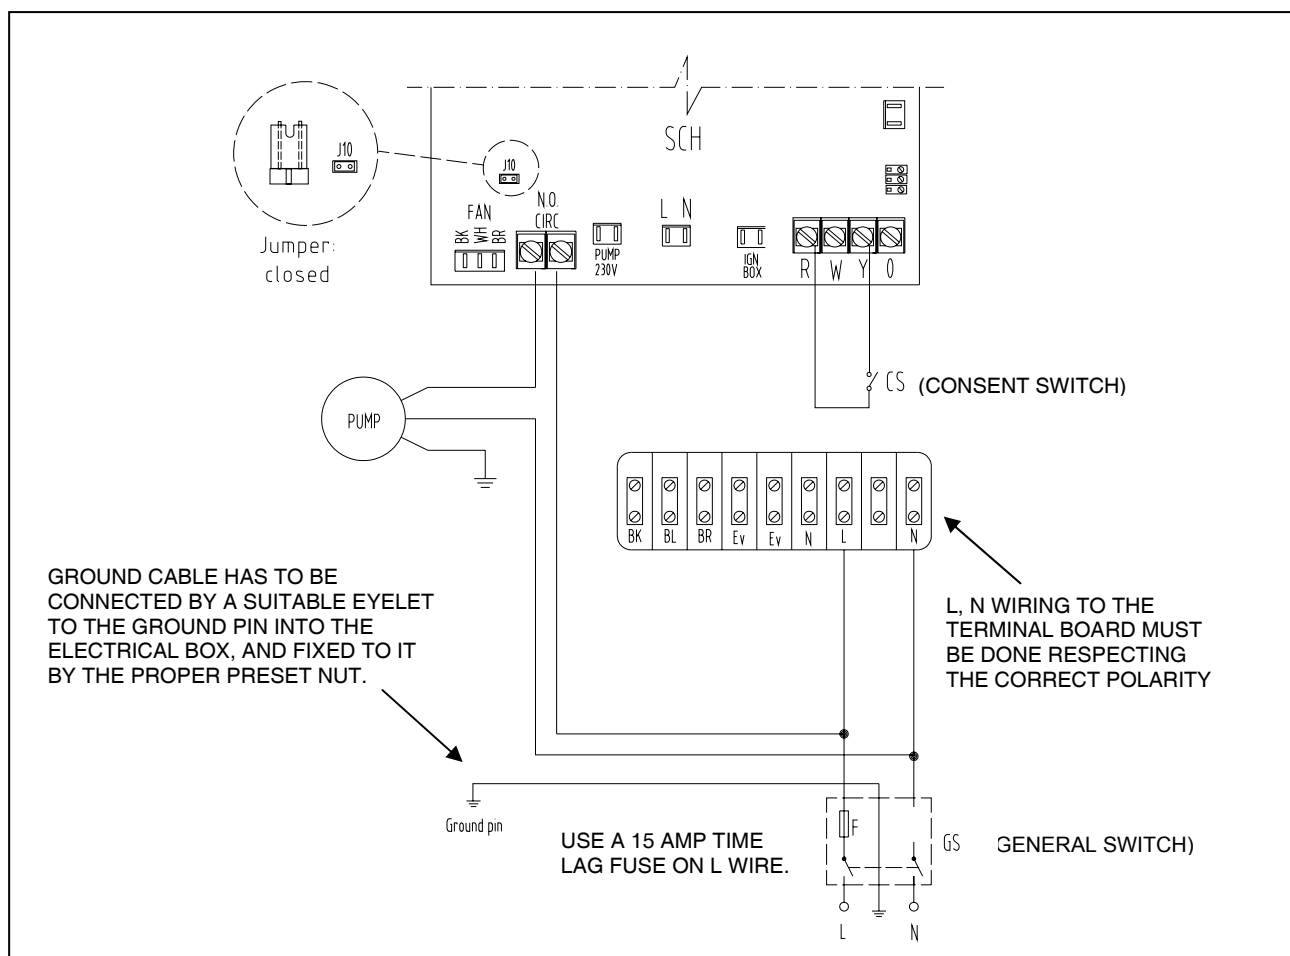 SCH
J10
J10
Jumper:
closed
FAN
BK
WH
BR
N.O.
CIRC
PUMP
230V
L N
IGN
BOX
R W Y O
CS (CONSENT SWITCH)
PUMP
BK BL BR Ev Ev N L N
GROUND CABLE HAS TO BE
CONNECTED BY A SUITABLE EYELET
TO THE GROUND PIN INTO THE
ELECTRICAL BOX, AND FIXED TO IT
BY THE PROPER PRESET NUT.
L, N WIRING TO THE
TERMINAL BOARD MUST
BE DONE RESPECTING
THE CORRECT POLARITY
Ground pin
USE A 15 AMP TIME
LAG FUSE ON L WIRE.
F
GS GENERAL SWITCH)
L N